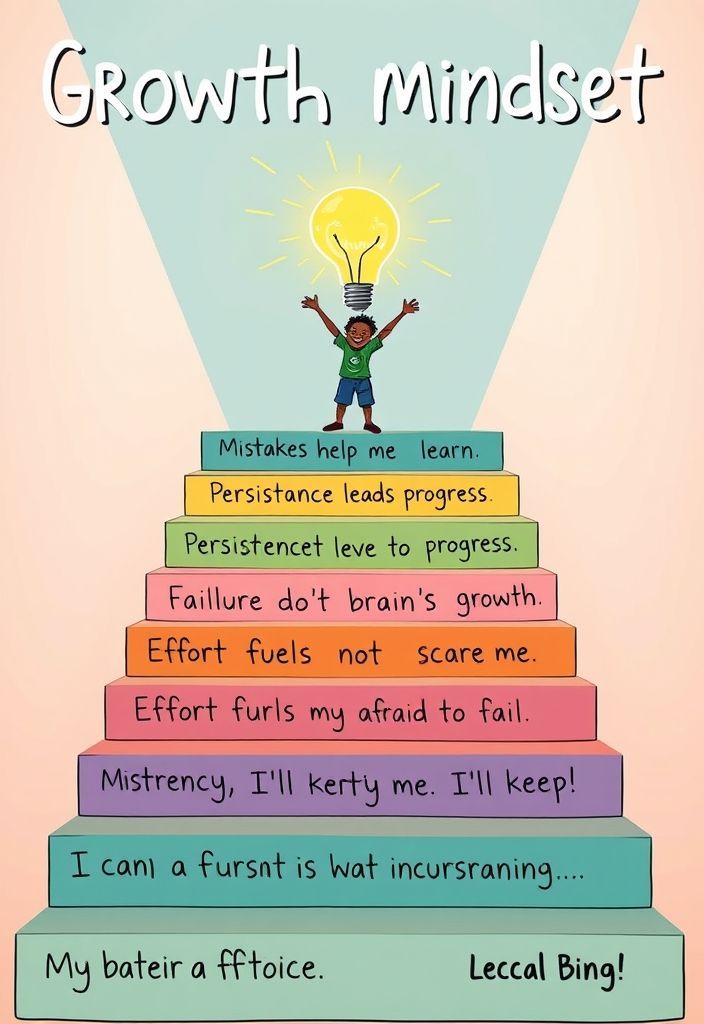 Growth mindset
Mistakes help me learn.
Persistance leads progress.
Persistencet leve to progress.
Faillure do't brain's growth.
Effort fuels not scare me.
Effort furls my afraid to fail.
Mistrency, I'll kerty me. I'll keep!
I canı a fursnt is wat incursraning....
My bateir a fftoice. Leccal Bing!